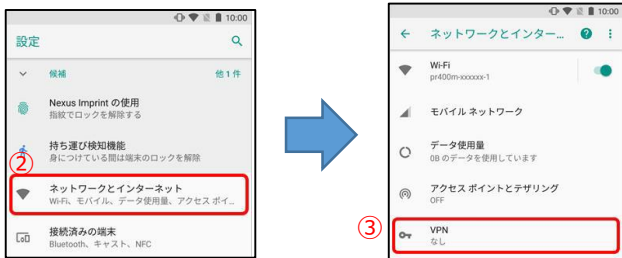 10:00
設定
候補
他 1 件
Nexus Imprint の使用
指紋でロックを解除する
②
持ち運び検知機能
身につけている間は端末のロックを解除
ネットワークとインターネット
Wi-Fi、モバイル、データ使用量、アクセス ポイ...
接続済みの端末
Bluetooth、キャスト、NFC
10:00
ネットワークとインター...
Wi-Fi
pr400m-xxxxxx-1
モバイル ネットワーク
データ使用量
0B のデータを使用しています
アクセス ポイントとテザリング
OFF
③
VPN
なし